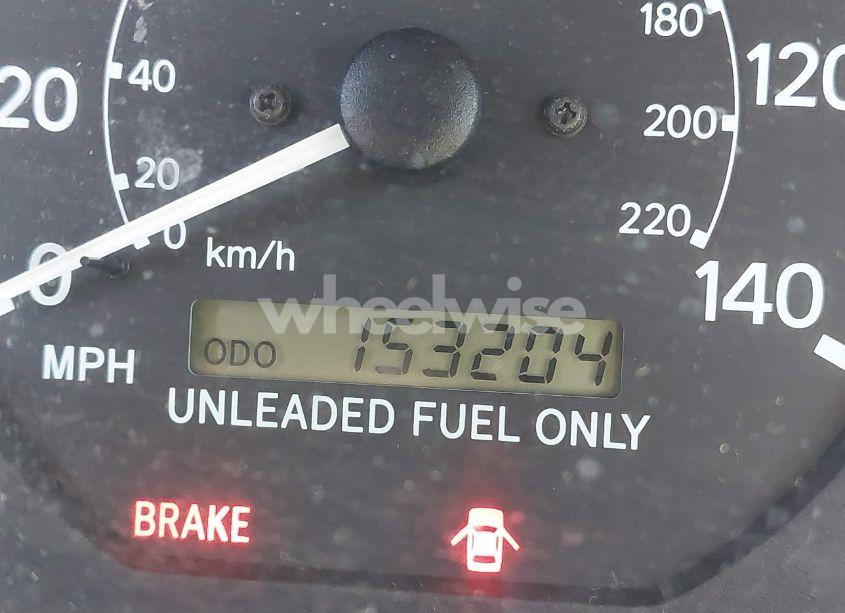 180
40
120
20
200
20
220
0
km/h
0
140
wheelwise
ODO 153204
MPH
UNLEADED FUEL ONLY
BRAKE